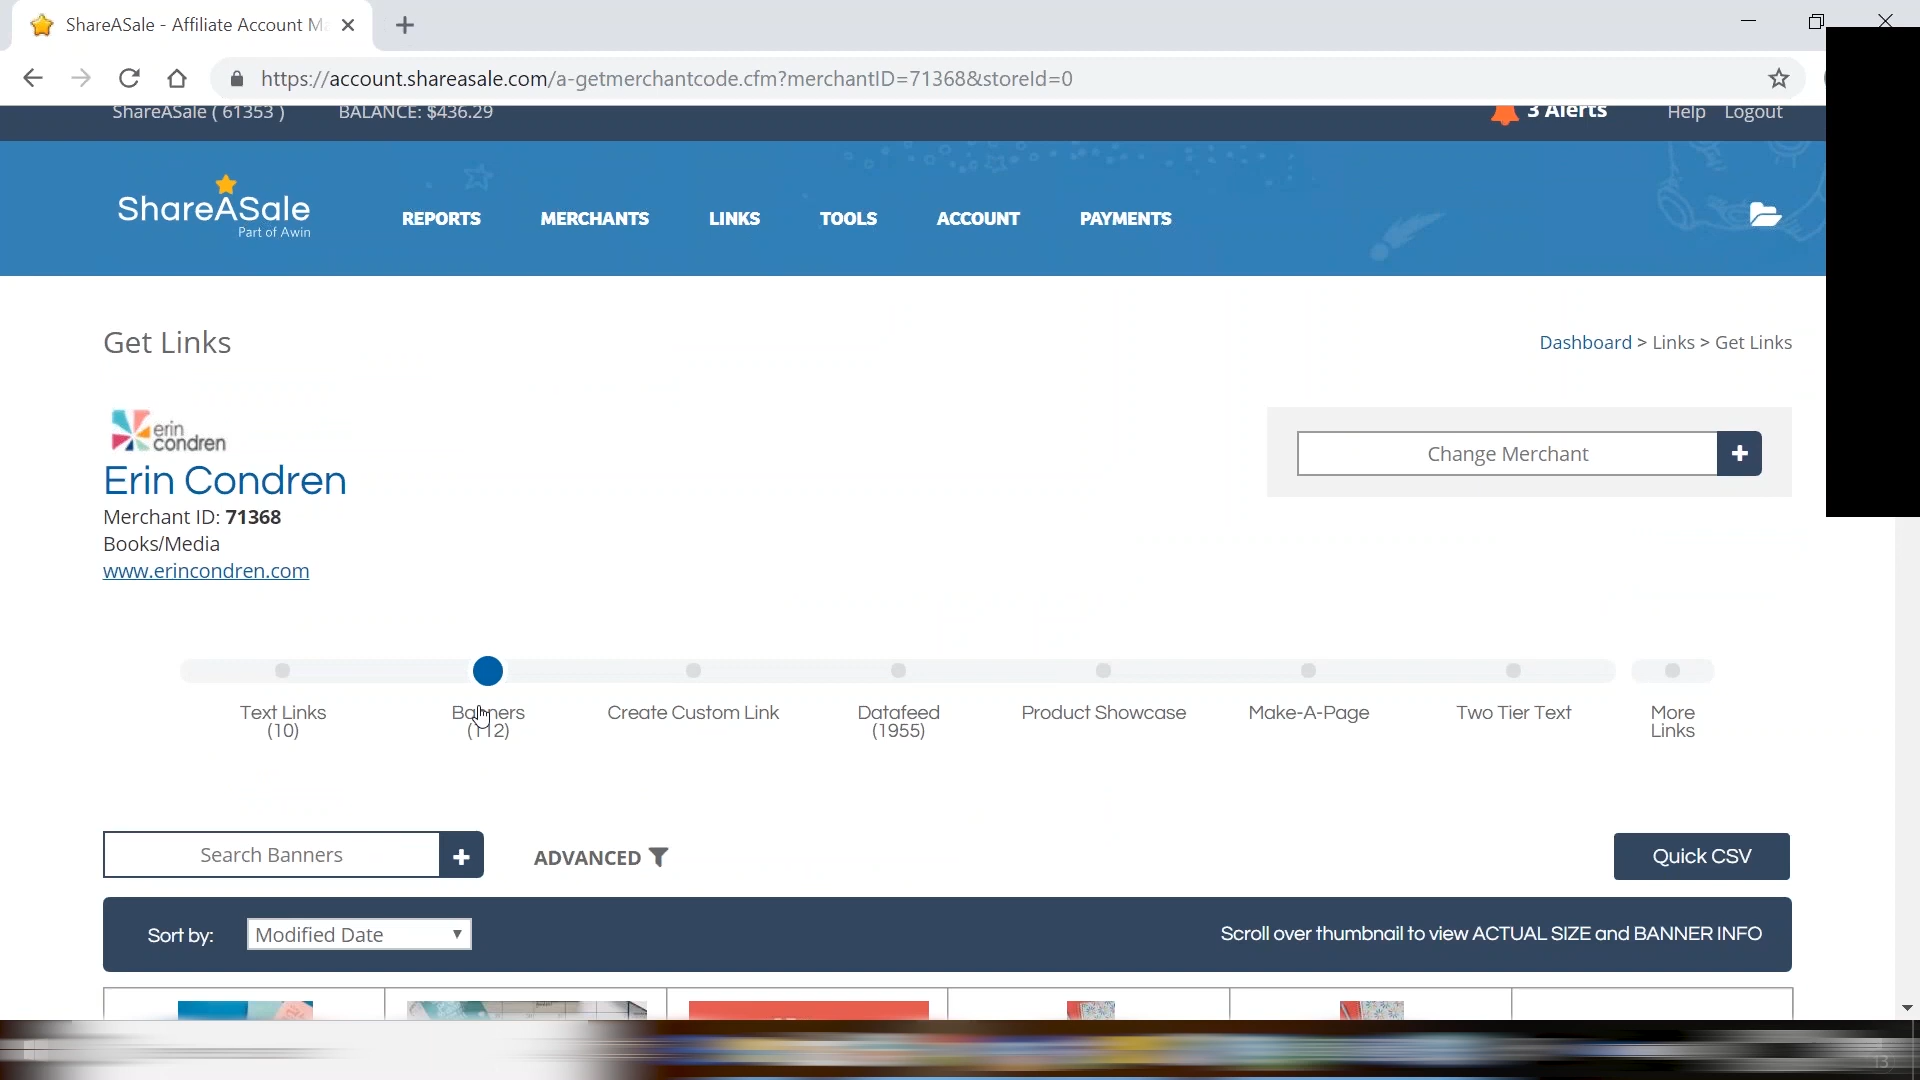 ShareASale - Affiliate Account Ma
https://account.shareasale.com/a-getmerchantcode.cfm?merchantID=71368&storeId=0
ShareASale ( 61353 ) BALANCE: $436.29 3 Alerts Help Logout
ShareASale
Part of Awin
REPORTS MERCHANTS LINKS TOOLS ACCOUNT PAYMENTS
Get Links
Dashboard > Links > Get Links
erin
condren
Change Merchant
Erin Condren
Merchant ID: 71368
Books/Media
www.erincondren.com
Text Links
(10)
Banners
(112)
Create Custom Link
Datafeed
(1955)
Product Showcase
Make-A-Page
Two Tier Text
More
Links
Search Banners
ADVANCED
Quick CSV
Sort by: Modified Date
Scroll over thumbnail to view ACTUAL SIZE and BANNER INFO
13